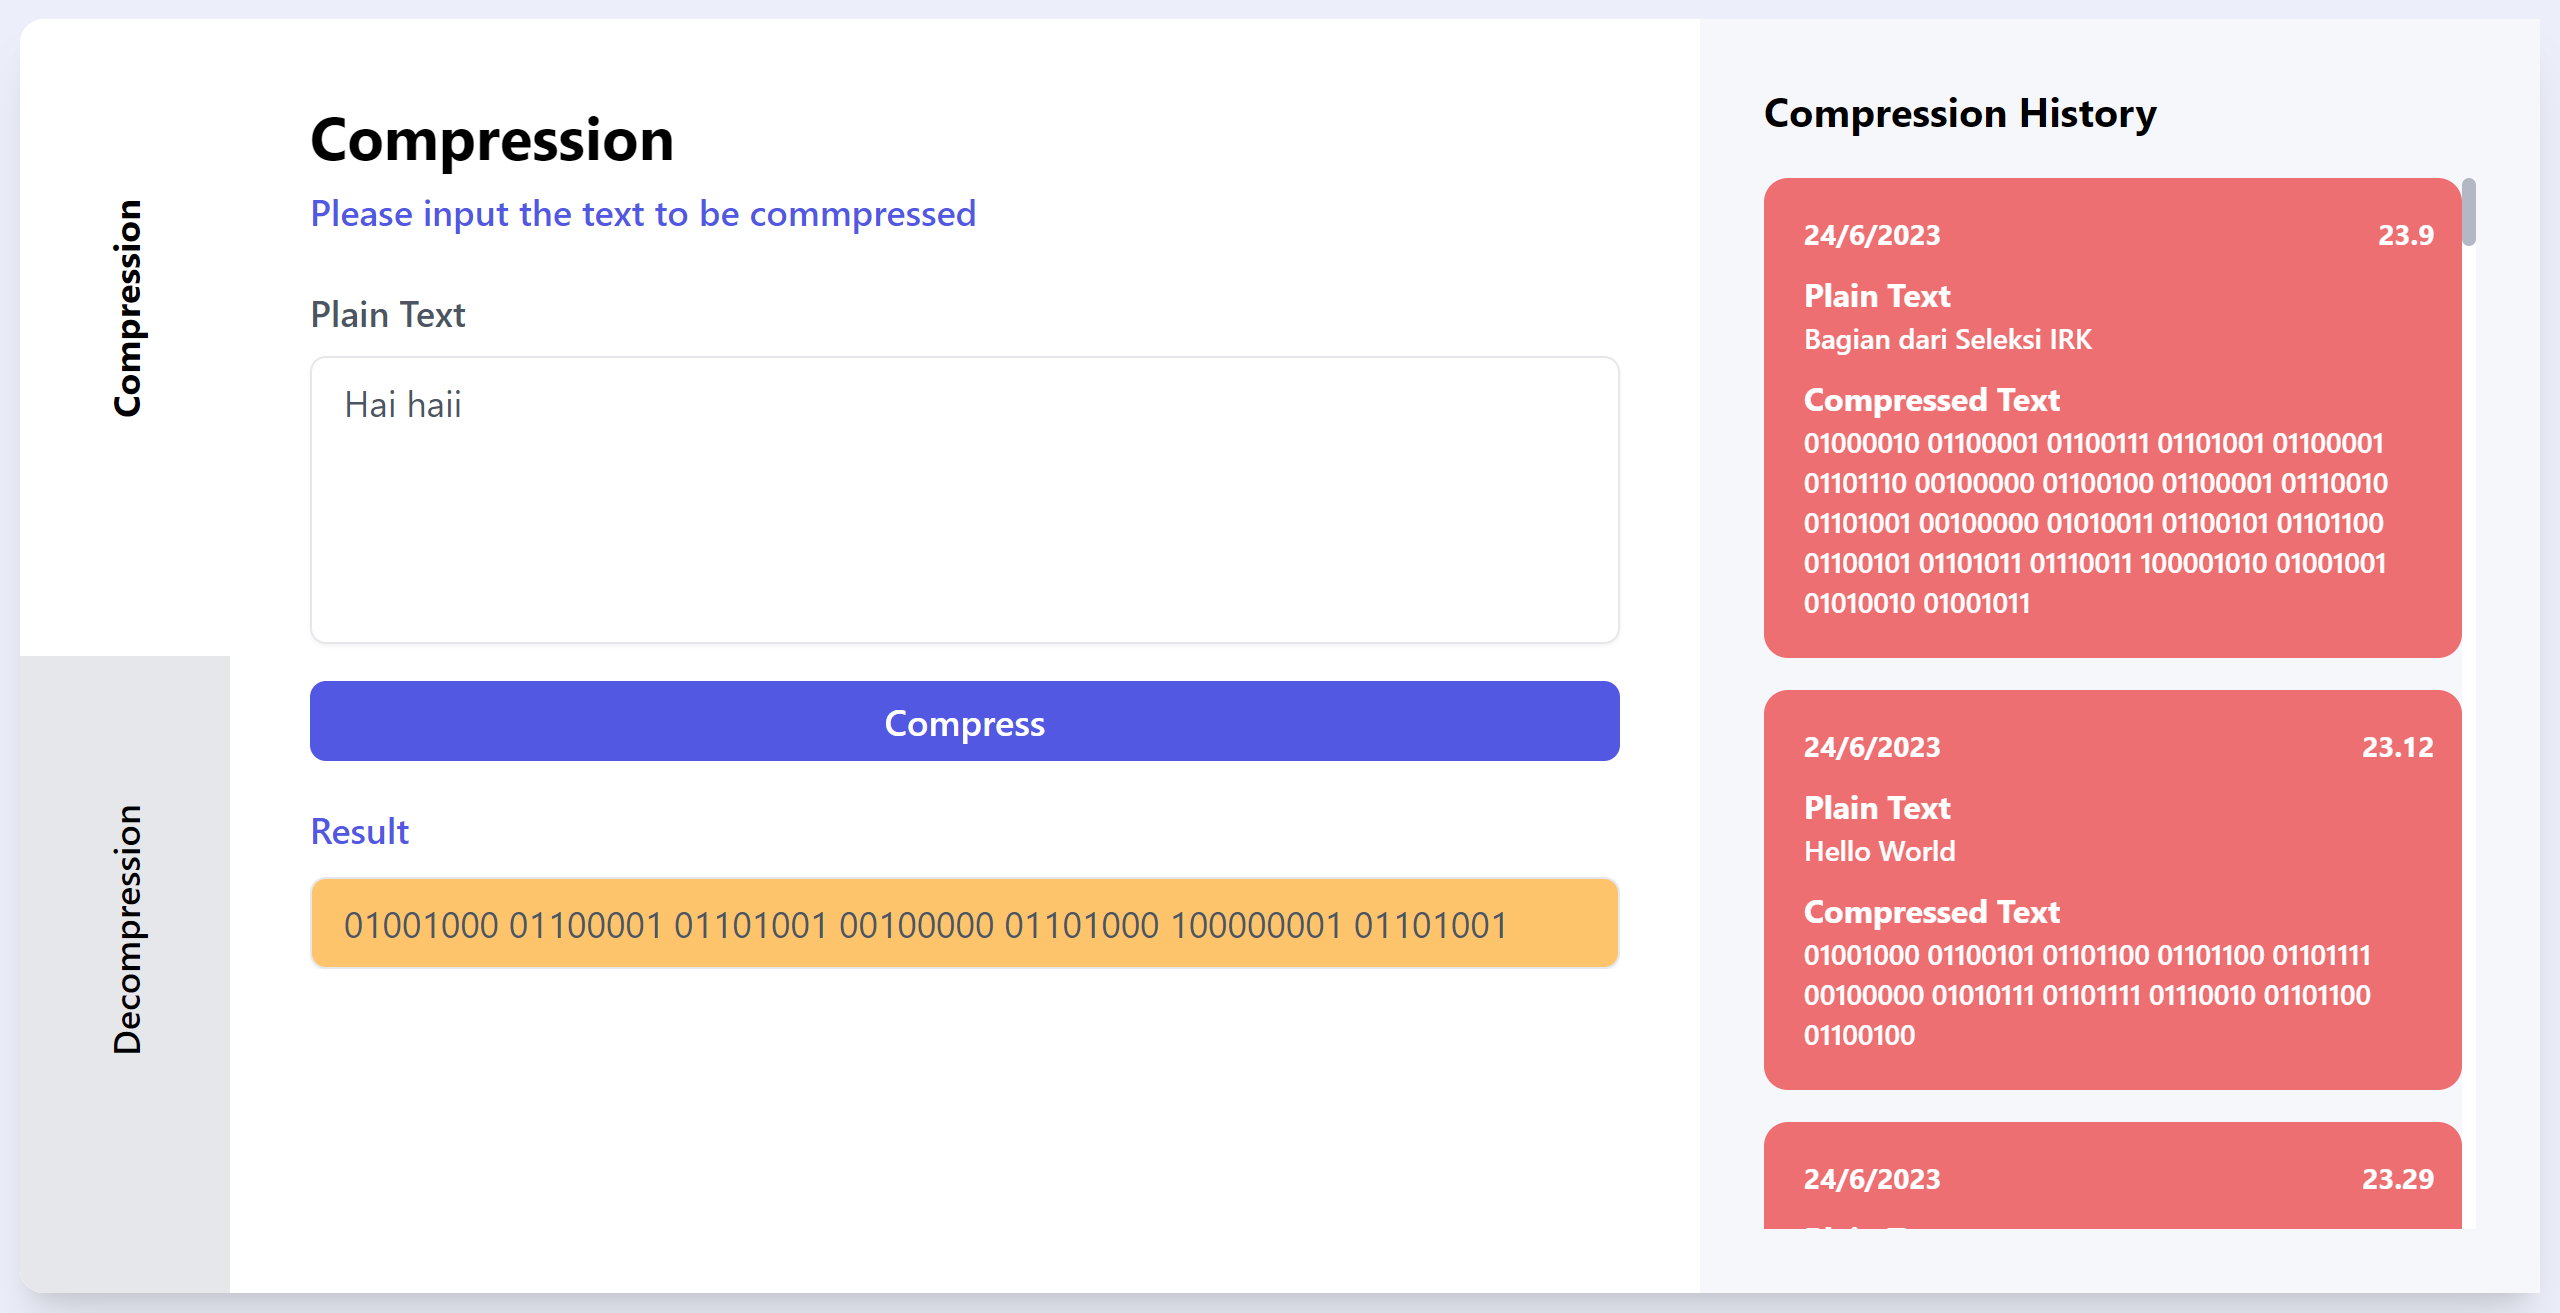 Compression
Decompression
Compression
Please input the text to be commpressed
Plain Text
Hai haii
Compress
Result
01001000 01100001 01101001 00100000 01101000 100000001 01101001
Compression History
24/6/2023 23.9
Plain Text
Bagian dari Seleksi IRK
Compressed Text
01000010 01100001 01100111 01101001 01100001
01101110 00100000 01100100 01100001 01110010
01101001 00100000 01010011 01100101 01101100
01100101 01101011 01110011 100001010 01001001
01010010 01001011
24/6/2023 23.12
Plain Text
Hello World
Compressed Text
01001000 01100101 01101100 01101100 01101111
00100000 01010111 01101111 01110010 01101100
01100100
24/6/2023 23.29